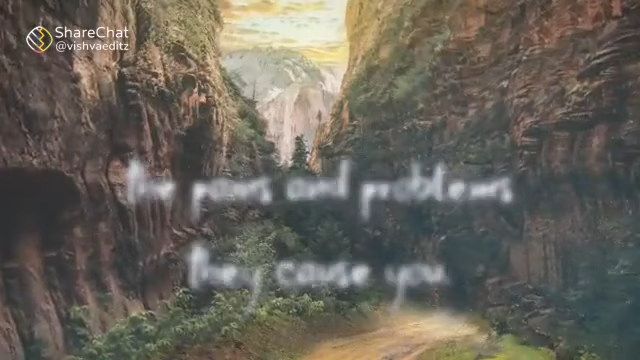 ShareChat
@vishvaeditz
the pains and problems
they cause you